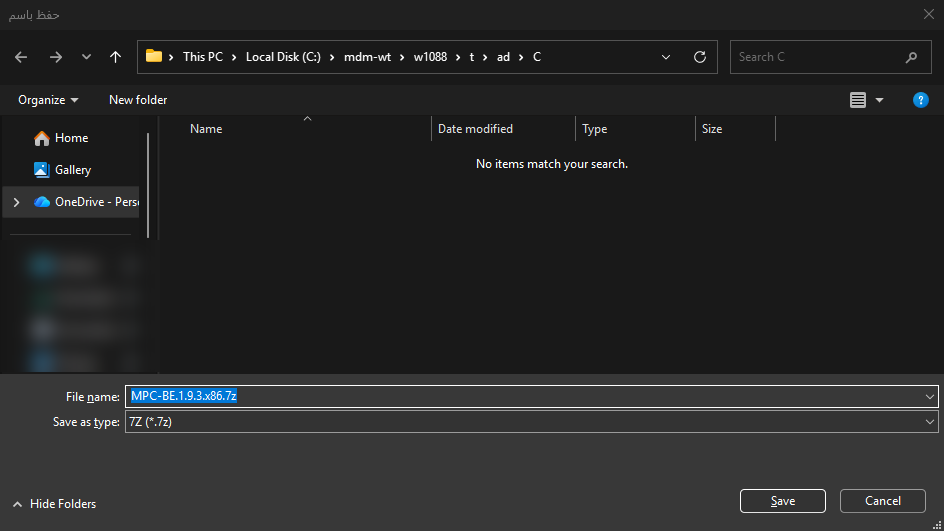 حفظ باسم
This PC > Local Disk (C:) > mdm-wt > w1088 > t > ad > C
Search C
Organize
New folder
Name
Date modified
Type
Size
Home
Gallery
OneDrive - Perso
No items match your search.
File name: MPC-BE.1.9.3.x86.7z
Save as type: 7Z (*.7z)
Hide Folders
Save
Cancel